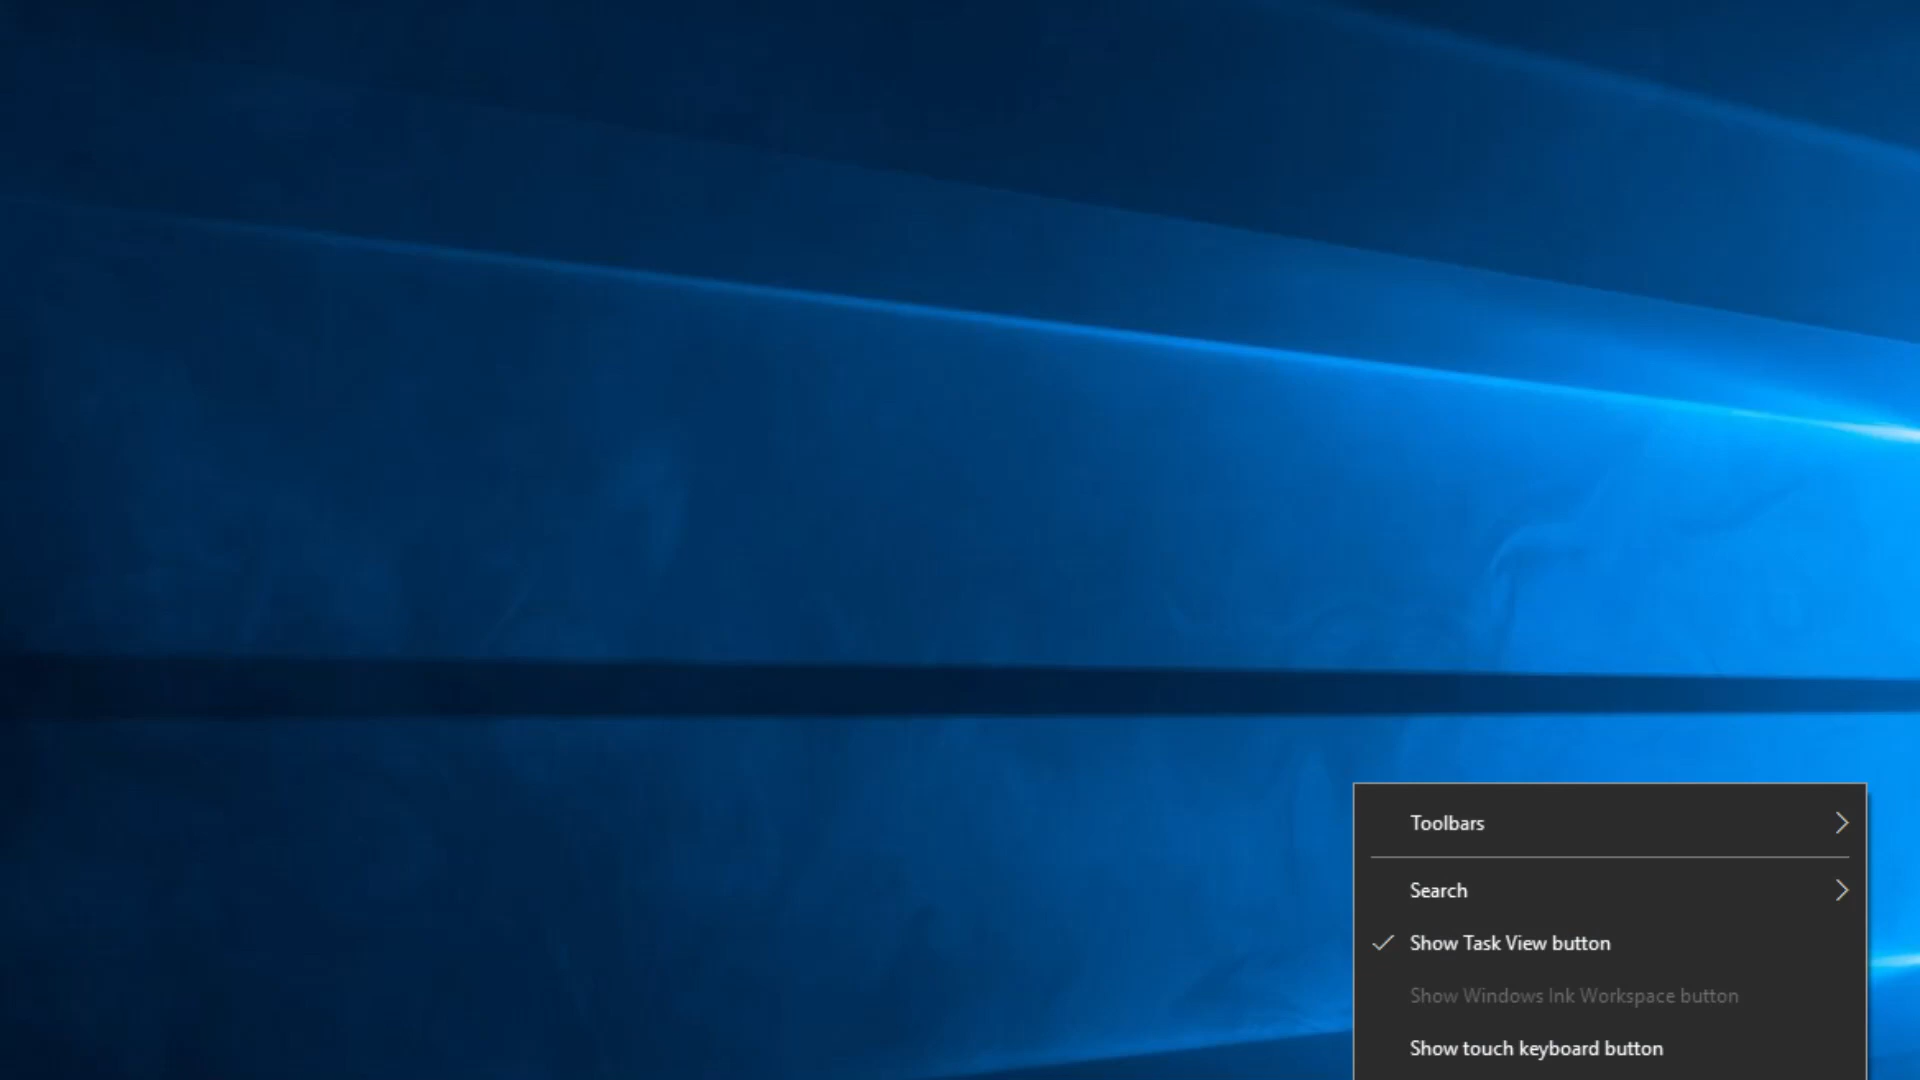 Toolbars
Search
Show Task View button
Show Windows Ink Workspace button
Show touch keyboard button